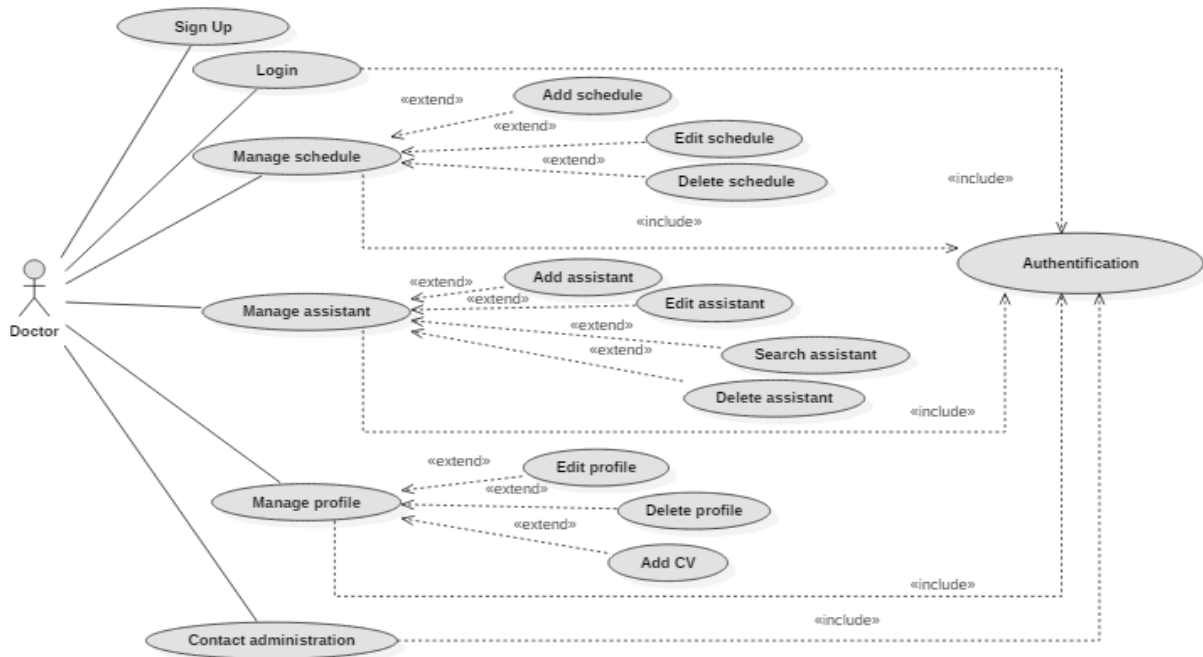 Sign Up
Login
«extend»
Add schedule
«extend»
Edit schedule
Manage schedule
«extend»
Delete schedule
«include»
«include»
Authentification
Add assistant
«extend»
«extend»
Edit assistant
Manage assistant
«extend»
Doctor
«extend»
Search assistant
Delete assistant
«include»
«extend»
Edit profile
«extend»
Manage profile
Delete profile
«extend»
Add CV
«include»
«include»
Contact administration